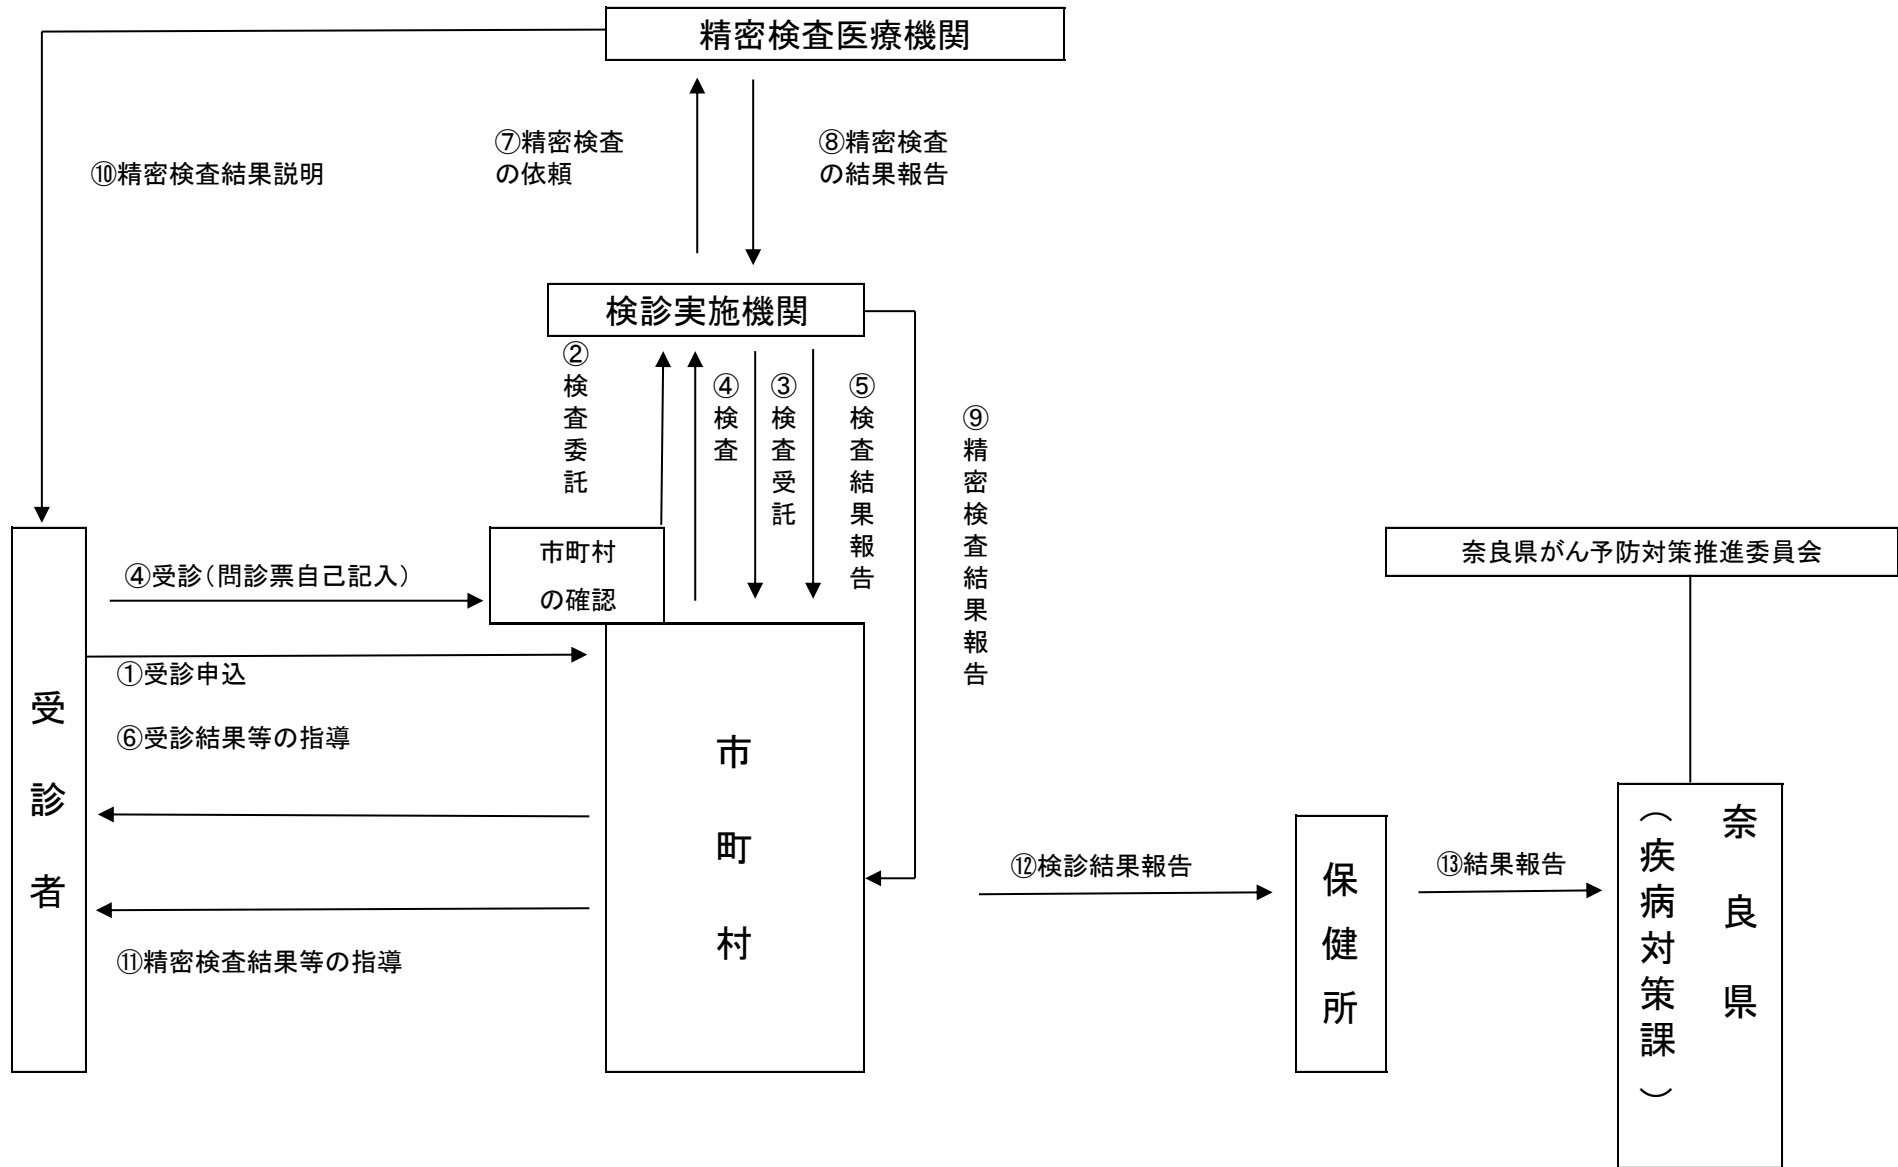 精密検査医療機関
⑩精密検査結果説明
⑦精密検査
の依頼
⑧精密検査
の結果報告
検診実施機関
②検査委託
④検査
③検査受託
⑤検査結果報告
⑨精密検査結果報告
市町村
の確認
④受診(問診票自己記入)
①受診申込
⑥受診結果等の指導
⑪精密検査結果等の指導
受診者
市町村
⑫検診結果報告
保健所
⑬結果報告
奈良県がん予防対策推進委員会
奈良県
(疾病対策課)